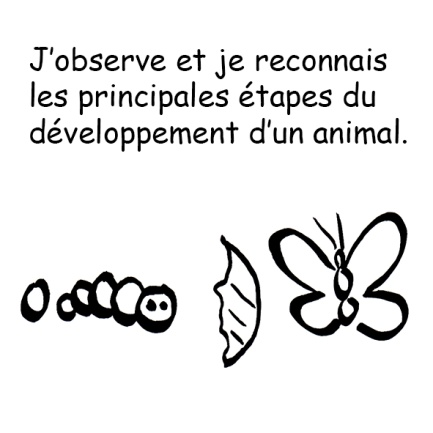 J'observe et je reconnais
les principales étapes du
développement d'un animal.